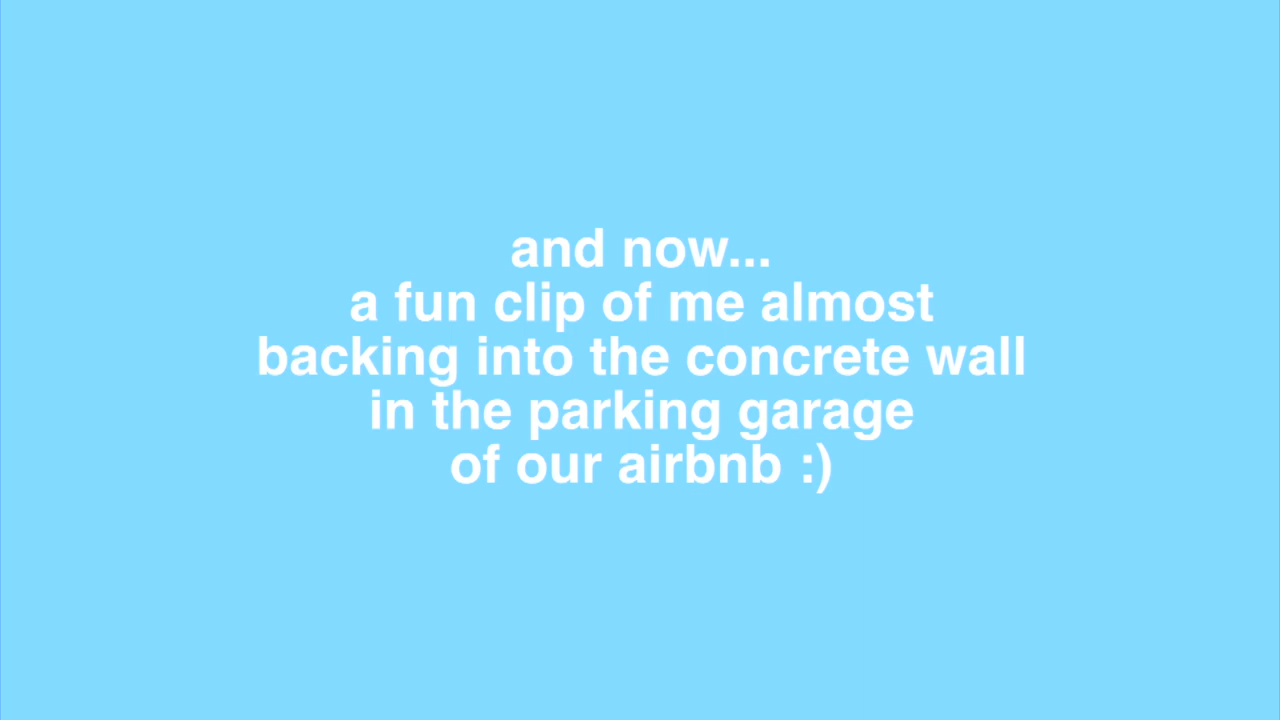 and now...
a fun clip of me almost
backing into the concrete wall
in the parking garage
of our airbnb :)